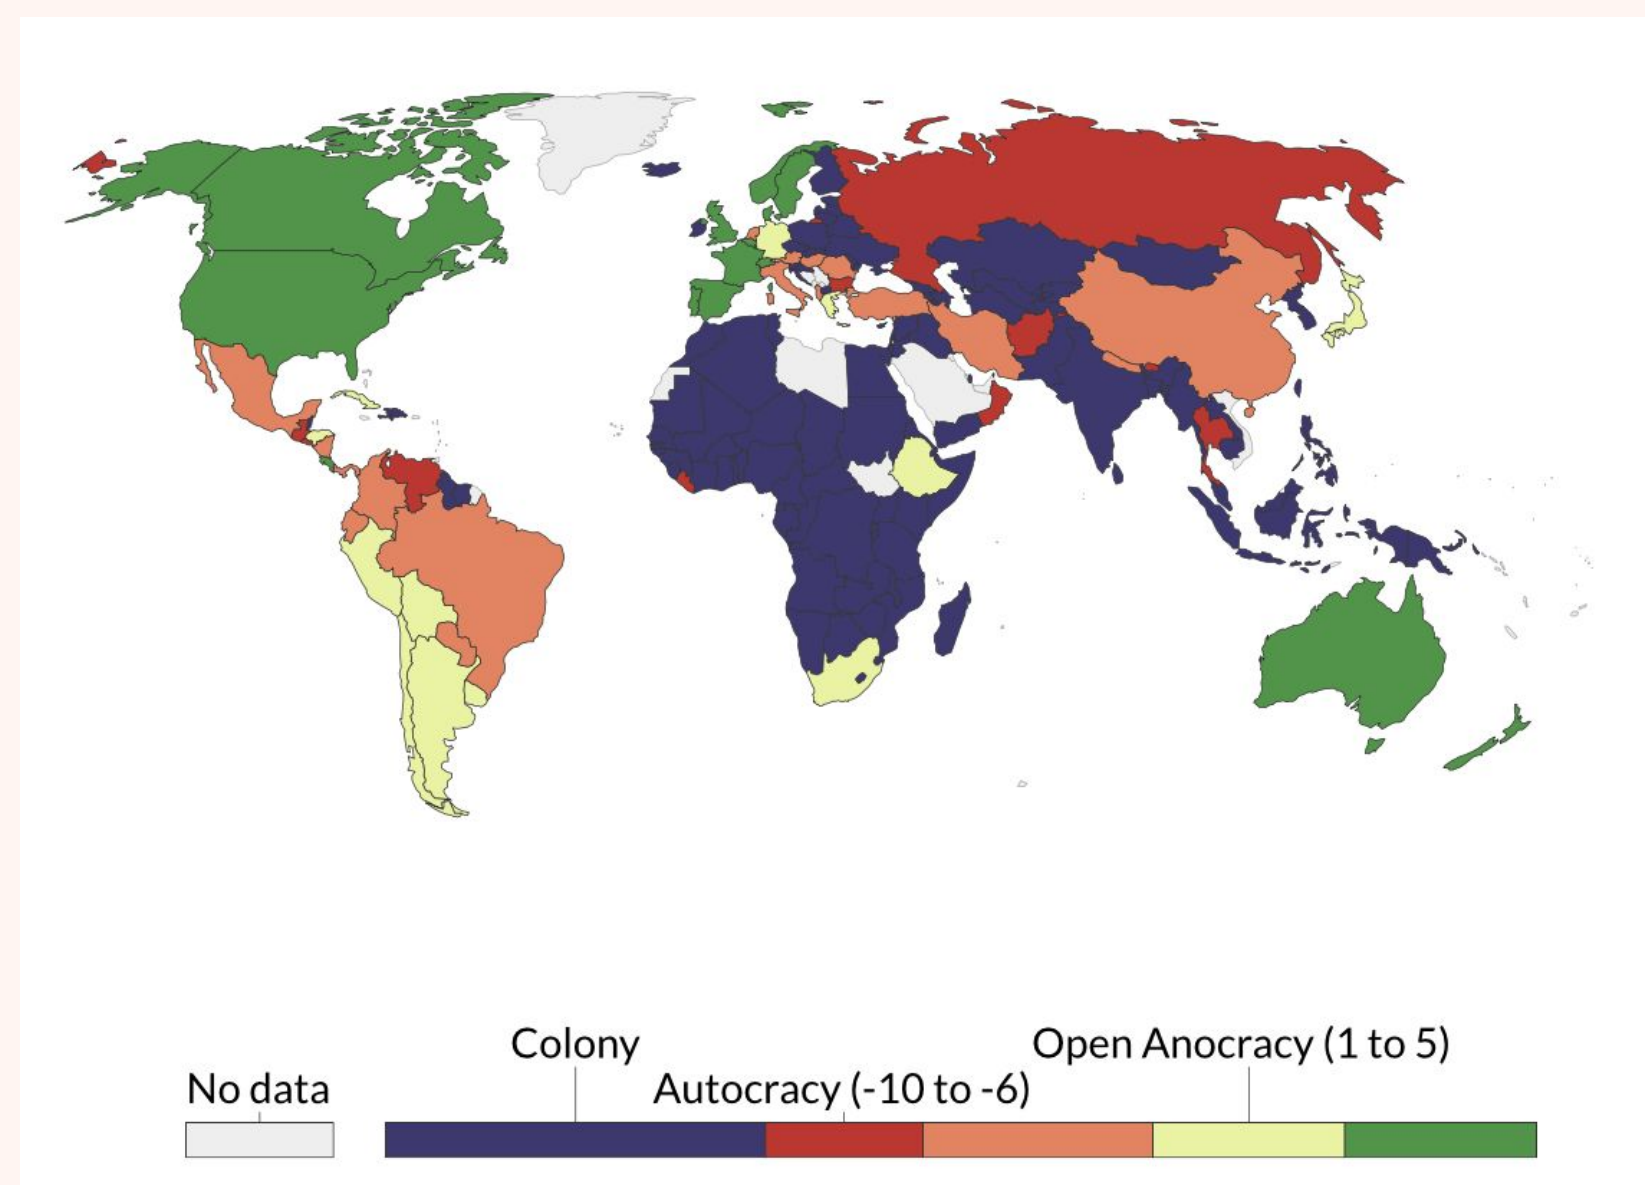 Colony
Open Anocracy (1 to 5)
No data
Autocracy (-10 to -6)